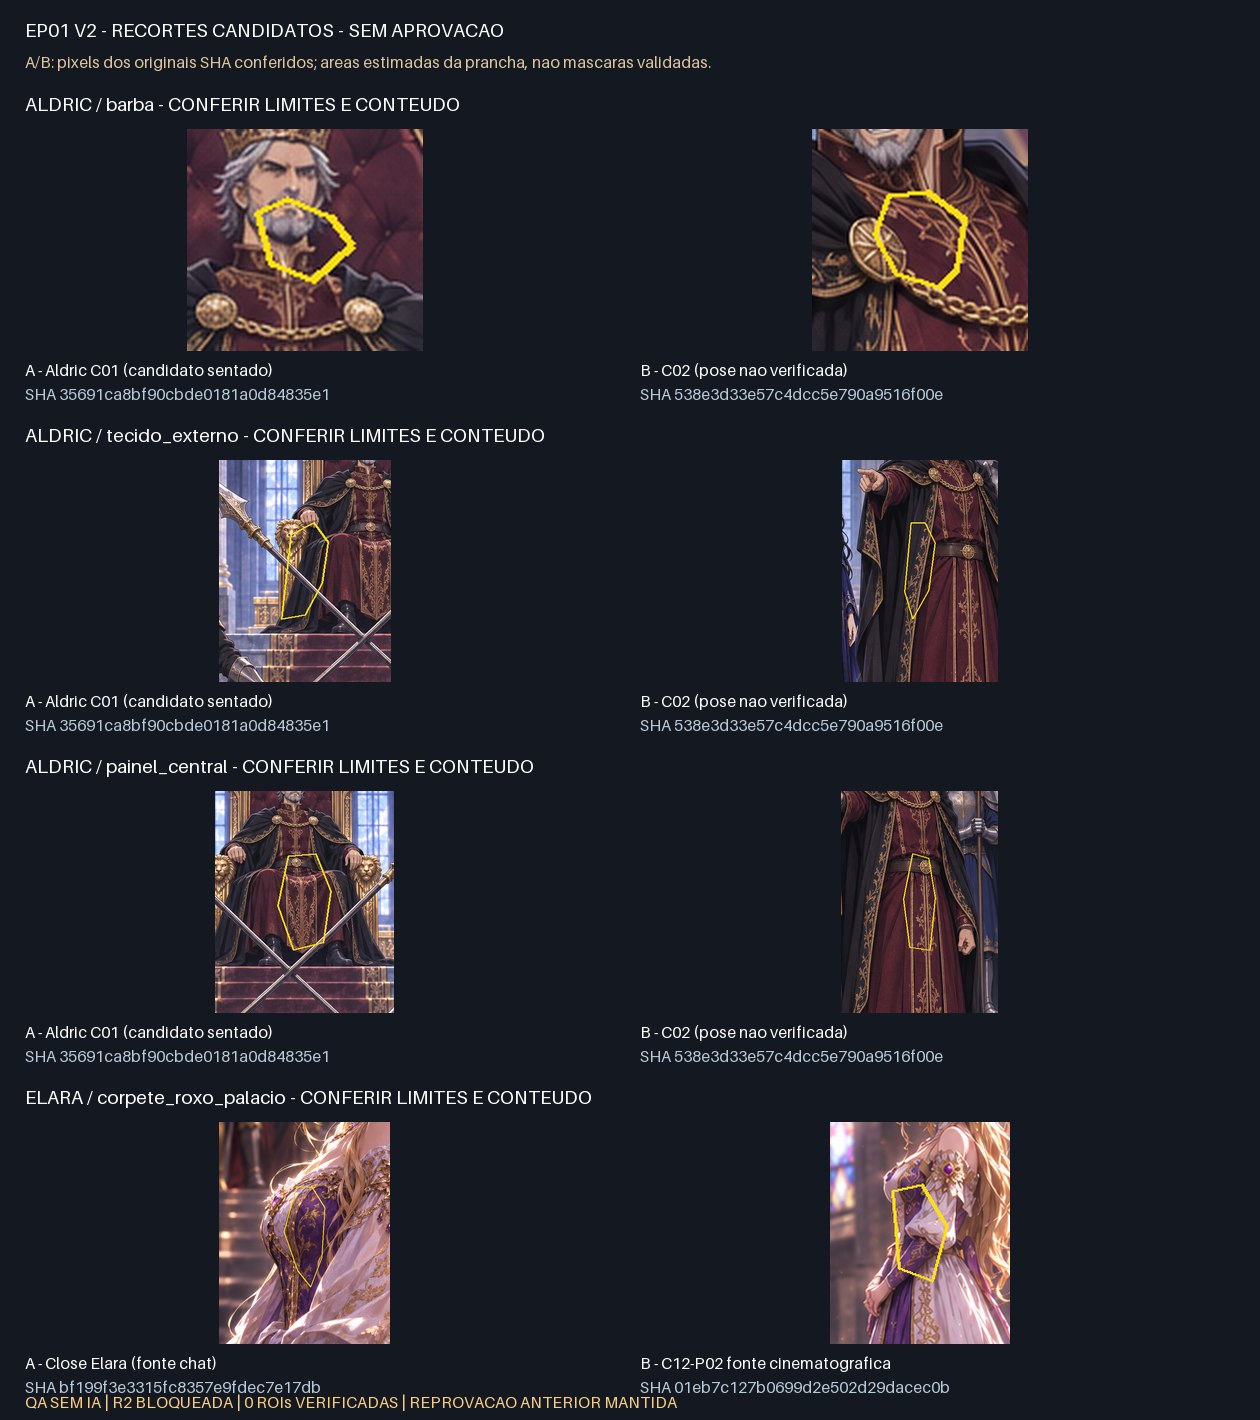 EP01 V2 - RECORTES CANDIDATOS - SEM APROVACAO
A/B: pixels dos originais SHA conferidos; areas estimadas da prancha, nao mascaras validadas.
ALDRIC / barba - CONFERIR LIMITES E CONTEUDO
A - Aldric C01 (candidato sentado)
SHA 35691ca8bf90cbde0181a0d84835e1
B - C02 (pose nao verificada)
SHA 538e3d33e57c4dcc5e790a9516f00e
ALDRIC / tecido_externo - CONFERIR LIMITES E CONTEUDO
A - Aldric C01 (candidato sentado)
SHA 35691ca8bf90cbde0181a0d84835e1
B - C02 (pose nao verificada)
SHA 538e3d33e57c4dcc5e790a9516f00e
ALDRIC / painel_central - CONFERIR LIMITES E CONTEUDO
A - Aldric C01 (candidato sentado)
SHA 35691ca8bf90cbde0181a0d84835e1
B - C02 (pose nao verificada)
SHA 538e3d33e57c4dcc5e790a9516f00e
ELARA / corpete_roxo_palacio - CONFERIR LIMITES E CONTEUDO
A - Close Elara (fonte chat)
SHA bf199f3e3315fc8357e9fdec7e17db
B - C12-P02 fonte cinematografica
SHA 01eb7c127b0699d2e502d29dacec0b
QA SEM IA | R2 BLOQUEADA | 0 ROIs VERIFICADAS | REPROVACAO ANTERIOR MANTIDA